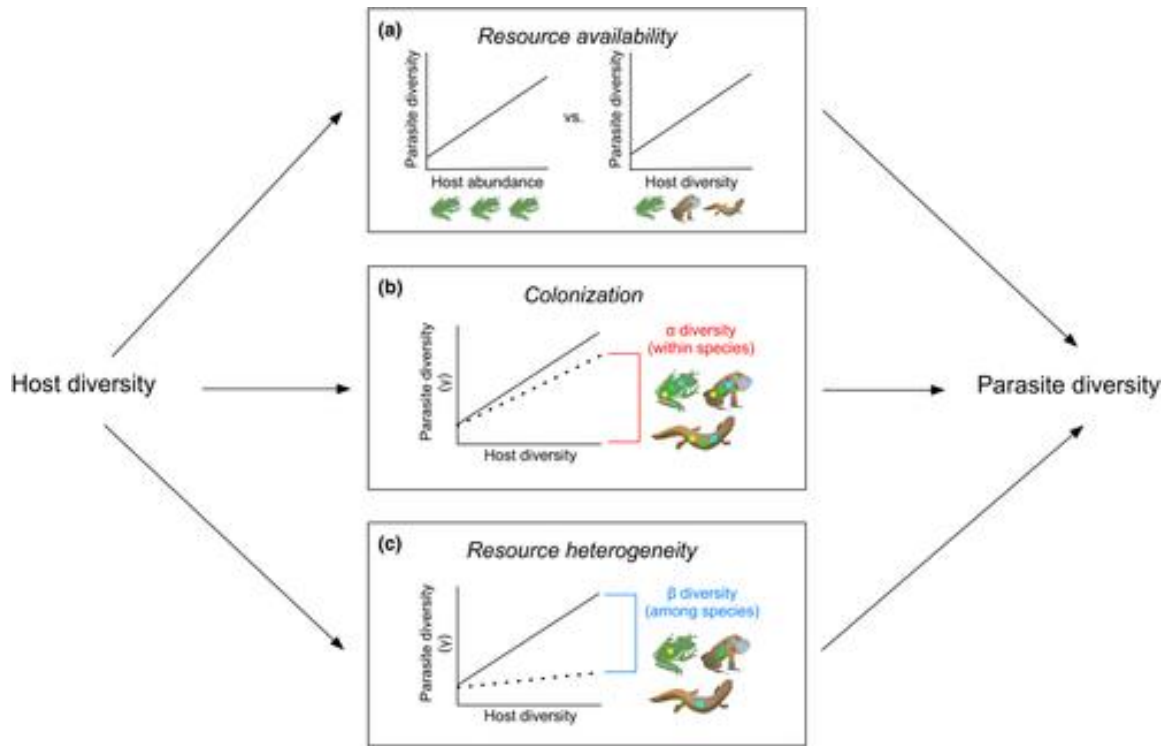 (a)
Resource availability
Parasite diversity
Host abundance
vs.
Parasite diversity
Host diversity
(b)
Colonization
Parasite diversity
(γ)
Host diversity
α diversity
(within species)
Host diversity
Parasite diversity
(c)
Resource heterogeneity
Parasite diversity
(γ)
Host diversity
β diversity
(among species)